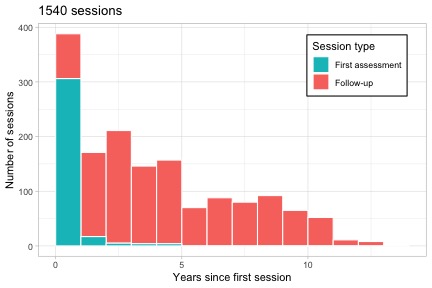 1540 sessions
400
300
200
100
0
Number of sessions
Session type
First assessment
Follow-up
0
5
10
Years since first session